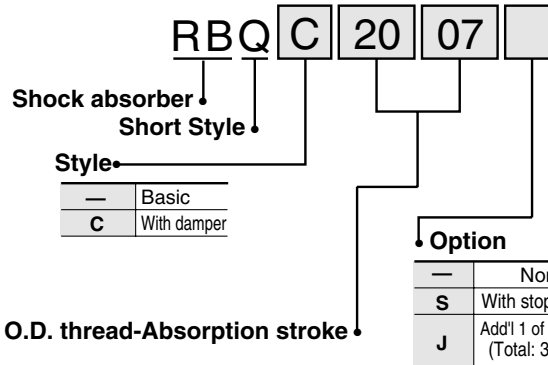 RBQ C 20 07
Shock absorber
Short Style
Style
— Basic
C With damper
Option
—
S With
J Add'l 1 of
(Total: 3
O.D. thread-Absorption stroke